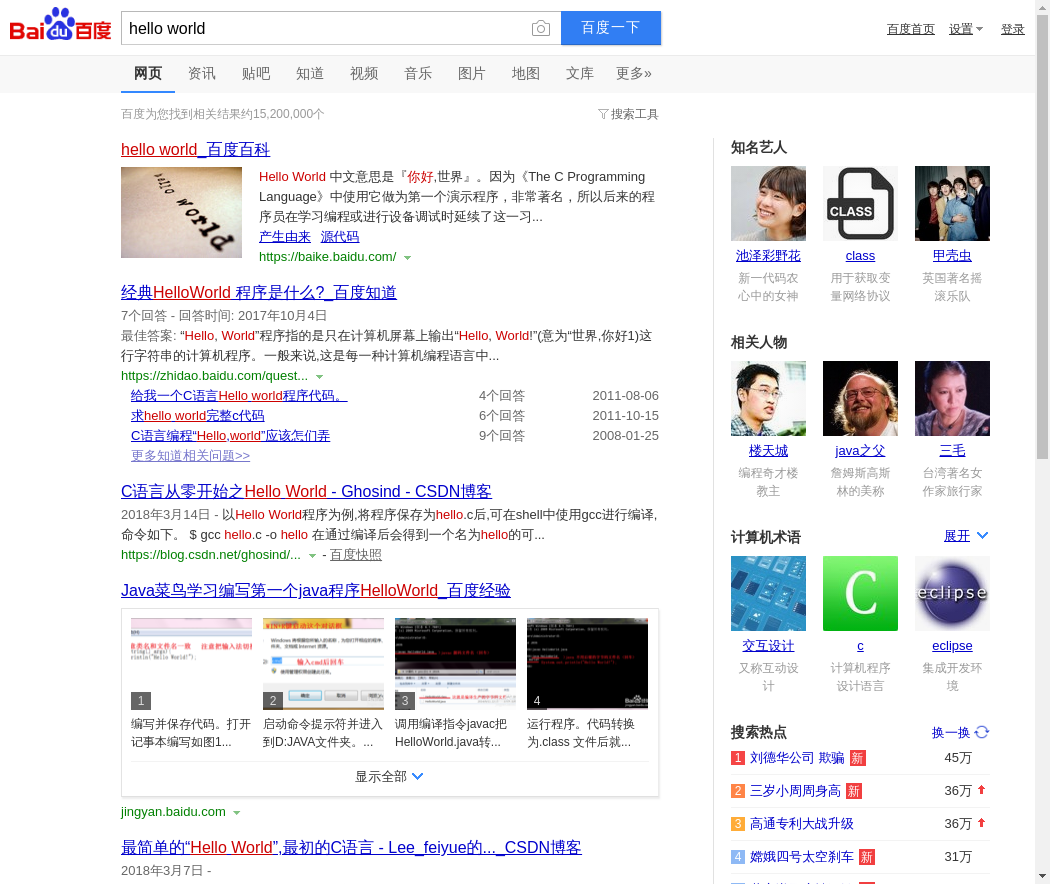 Bai du 百度 hello world 百度一下 百度首页 设置 登录
网页 资讯 贴吧 知道 视频 音乐 图片 地图 文库 更多»
百度为您找到相关结果约15,200,000个 搜索工具
hello world_百度百科
hello world
Hello World 中文意思是『你好,世界』。因为《The C Programming
Language》中使用它做为第一个演示程序，非常著名，所以后来的程
序员在学习编程或进行设备调试时延续了这一习...
产生由来 源代码
https://baike.baidu.com/
经典HelloWorld 程序是什么?_百度知道
7个回答 - 回答时间: 2017年10月4日
最佳答案: “Hello, World”程序指的是只在计算机屏幕上输出“Hello, World!”(意为“世界,你好1)这
行字符串的计算机程序。一般来说,这是每一种计算机编程语言中...
https://zhidao.baidu.com/quest...
给我一个C语言Hello world程序代码。 4个回答 2011-08-06
求hello world完整c代码 6个回答 2011-10-15
C语言编程“Hello,world”应该怎们弄 9个回答 2008-01-25
更多知道相关问题>>
C语言从零开始之Hello World - Ghosind - CSDN博客
2018年3月14日 - 以Hello World程序为例,将程序保存为hello.c后,可在shell中使用gcc进行编译,
命令如下。 $ gcc hello.c -o hello 在通过编译后会得到一个名为hello的可...
https://blog.csdn.net/ghosind/... - 百度快照
Java菜鸟学习编写第一个java程序HelloWorld_百度经验
1 2 3 4
编写并保存代码。打开 启动命令提示符并进入 调用编译指令javac把 运行程序。代码转换
记事本编写如图1... 到D:JAVA文件夹。... HelloWorld.java转... 为.class 文件后就...
显示全部
jingyan.baidu.com
最简单的“Hello World”,最初的C语言 - Lee_feiyue的..._CSDN博客
2018年3月7日 -
知名艺人
CLASS
池泽彩野花 class 甲壳虫
新一代码农 用于获取变 英国著名摇
心中的女神 量网络协议 滚乐队
相关人物
楼天城 java之父 三毛
编程奇才楼 詹姆斯高斯 台湾著名女
教主 林的美称 作家旅行家
计算机术语 展开
C eclipse
交互设计 c eclipse
又称互动设 计算机程序 集成开发环
计 设计语言 境
搜索热点 换一换
1 刘德华公司 欺骗 新 45万
2 三岁小周周身高 新 36万
3 高通专利大战升级 36万
4 嫦娥四号太空刹车 新 31万